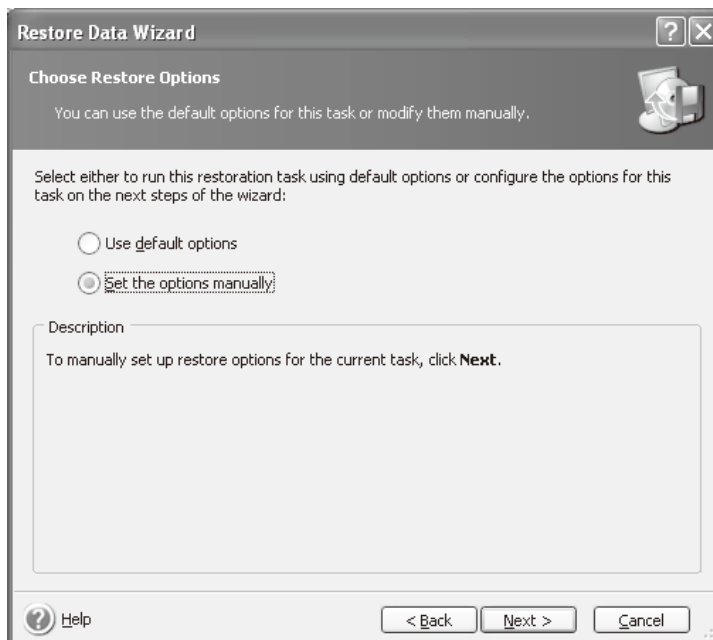 Restore Data Wizard
Choose Restore Options
You can use the default options for this task or modify them manually.
Select either to run this restoration task using default options or configure the options for this
task on the next steps of the wizard:
Use default options
Set the options manually
Description
To manually set up restore options for the current task, click Next.
Help
< Back
Next >
Cancel